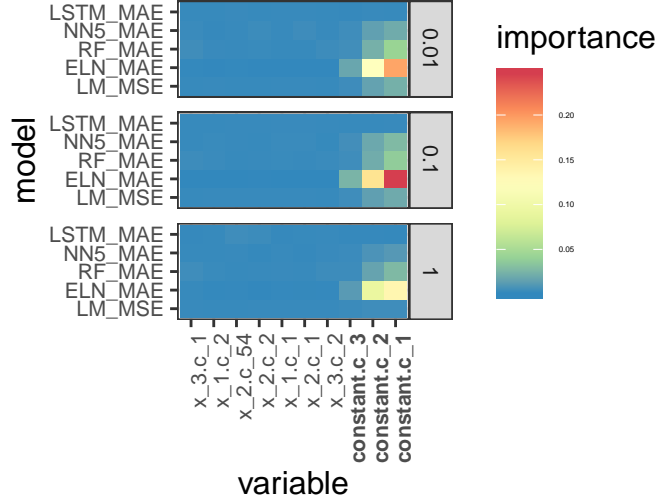 LSTM_MAE
NN5_MAE
RF_MAE
ELN_MAE
LM_MSE
0.01
LSTM_MAE
NN5_MAE
RF_MAE
ELN_MAE
LM_MSE
0.1
LSTM_MAE
NN5_MAE
RF_MAE
ELN_MAE
LM_MSE
1
model
x_3.c_1
x_1.c_2
x_2.c_54
x_2.c_2
x_1.c_1
x_2.c_1
x_3.c_2
constant.c_3
constant.c_2
constant.c_1
variable
importance
0.20
0.15
0.10
0.05